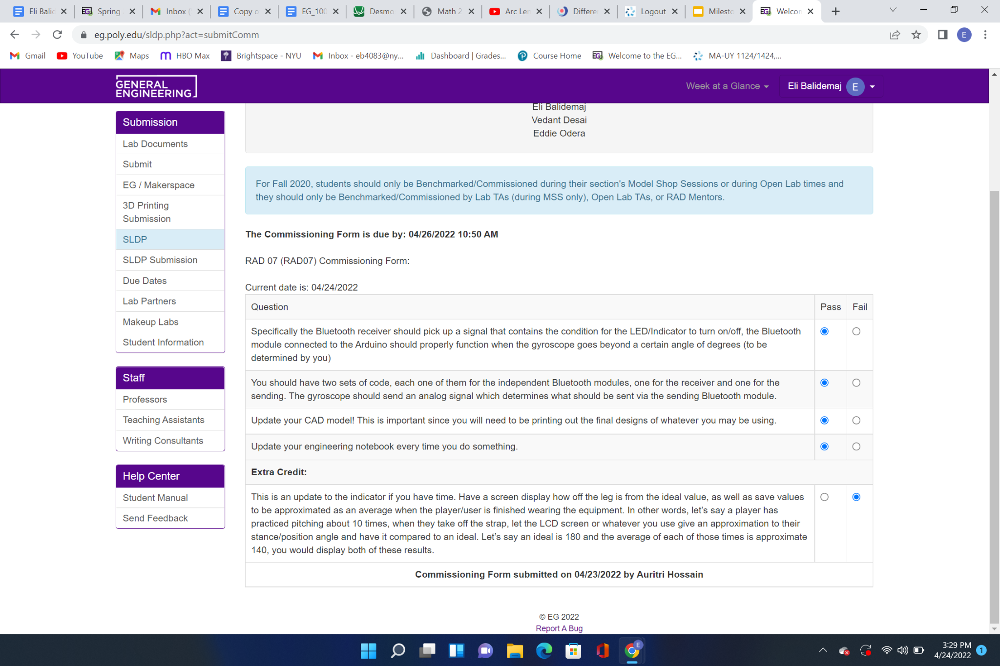 Eli Balid
Spring
Inbox (
Copy o
EG_100
Desmo
Math 2
Arc Len
Differe
Logout
Milesto
Welcom
eg.poly.edu/sldp.php?act=submitComm
E
Gmail
YouTube
Maps
HBO Max
Brightspace - NYU
Inbox - eb4083@ny...
Dashboard | Grades...
Course Home
Welcome to the EG...
MA-UY 1124/1424,...
GENERAL
ENGINEERING
Week at a Glance
Eli Balidemaj
E
Submission
Lab Documents
Submit
EG / Makerspace
3D Printing
Submission
SLDP
SLDP Submission
Due Dates
Lab Partners
Makeup Labs
Student Information
Staff
Professors
Teaching Assistants
Writing Consultants
Help Center
Student Manual
Send Feedback
Eli Balidemaj
Vedant Desai
Eddie Odera
For Fall 2020, students should only be Benchmarked/Commissioned during their section's Model Shop Sessions or during Open Lab times and
they should only be Benchmarked/Commissioned by Lab TAs (during MSS only), Open Lab TAs, or RAD Mentors.
The Commissioning Form is due by: 04/26/2022 10:50 AM
RAD 07 (RAD07) Commissioning Form:
Current date is: 04/24/2022
Question Pass Fail
Specifically the Bluetooth receiver should pick up a signal that contains the condition for the LED/Indicator to turn on/off, the Bluetooth
module connected to the Arduino should properly function when the gyroscope goes beyond a certain angle of degrees (to be
determined by you)
You should have two sets of code, each one of them for the independent Bluetooth modules, one for the receiver and one for the
sending. The gyroscope should send an analog signal which determines what should be sent via the sending Bluetooth module.
Update your CAD model! This is important since you will need to be printing out the final designs of whatever you may be using.
Update your engineering notebook every time you do something.
Extra Credit:
This is an update to the indicator if you have time. Have a screen display how off the leg is from the ideal value, as well as save values
to be approximated as an average when the player/user is finished wearing the equipment. In other words, let’s say a player has
practiced pitching about 10 times, when they take off the strap, let the LCD screen or whatever you use give an approximation to their
stance/position angle and have it compared to an ideal. Let’s say an ideal is 180 and the average of each of those times is approximate
140, you would display both of these results.
Commissioning Form submitted on 04/23/2022 by Auritri Hossain
© EG 2022
Report A Bug
E
3:29 PM
4/24/2022
1